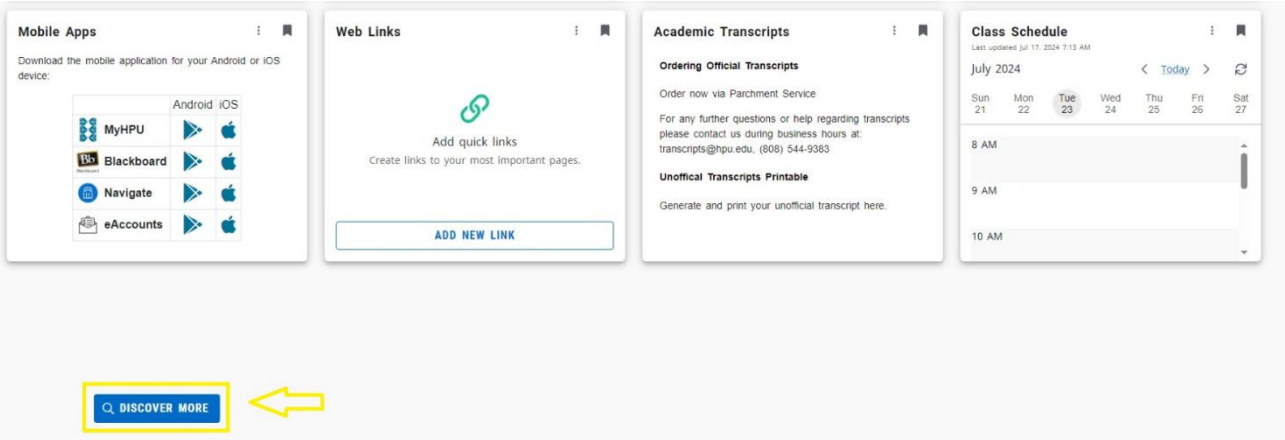 Mobile Apps
Download the mobile application for your Android or iOS
device:
Android iOS
MyHPU
Bb Blackboard
Blackboard
Navigate
eAccounts
Web Links
Add quick links
Create links to your most important pages.
ADD NEW LINK
Academic Transcripts
Ordering Official Transcripts
Order now via Parchment Service
For any further questions or help regarding transcripts
please contact us during business hours at:
transcripts@hpu.edu, (808) 544-9383
Unoffical Transcripts Printable
Generate and print your unofficial transcript here.
Class Schedule
Last updated Jul 17, 2024 7:15 AM
July 2024
Today
Sun Mon Tue Wed Thu Fri Sat
21 22 23 24 25 26 27
8 AM
9 AM
10 AM
DISCOVER MORE